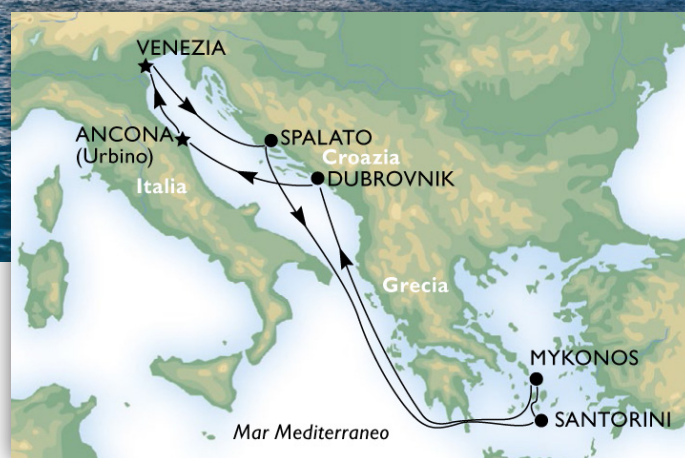 VENEZIA
ANCONA
(Urbino)
SPALATO
Croazia
DUBROVNIK
Italia
Grecia
MYKONOS
SANTORINI
Mar Mediterraneo